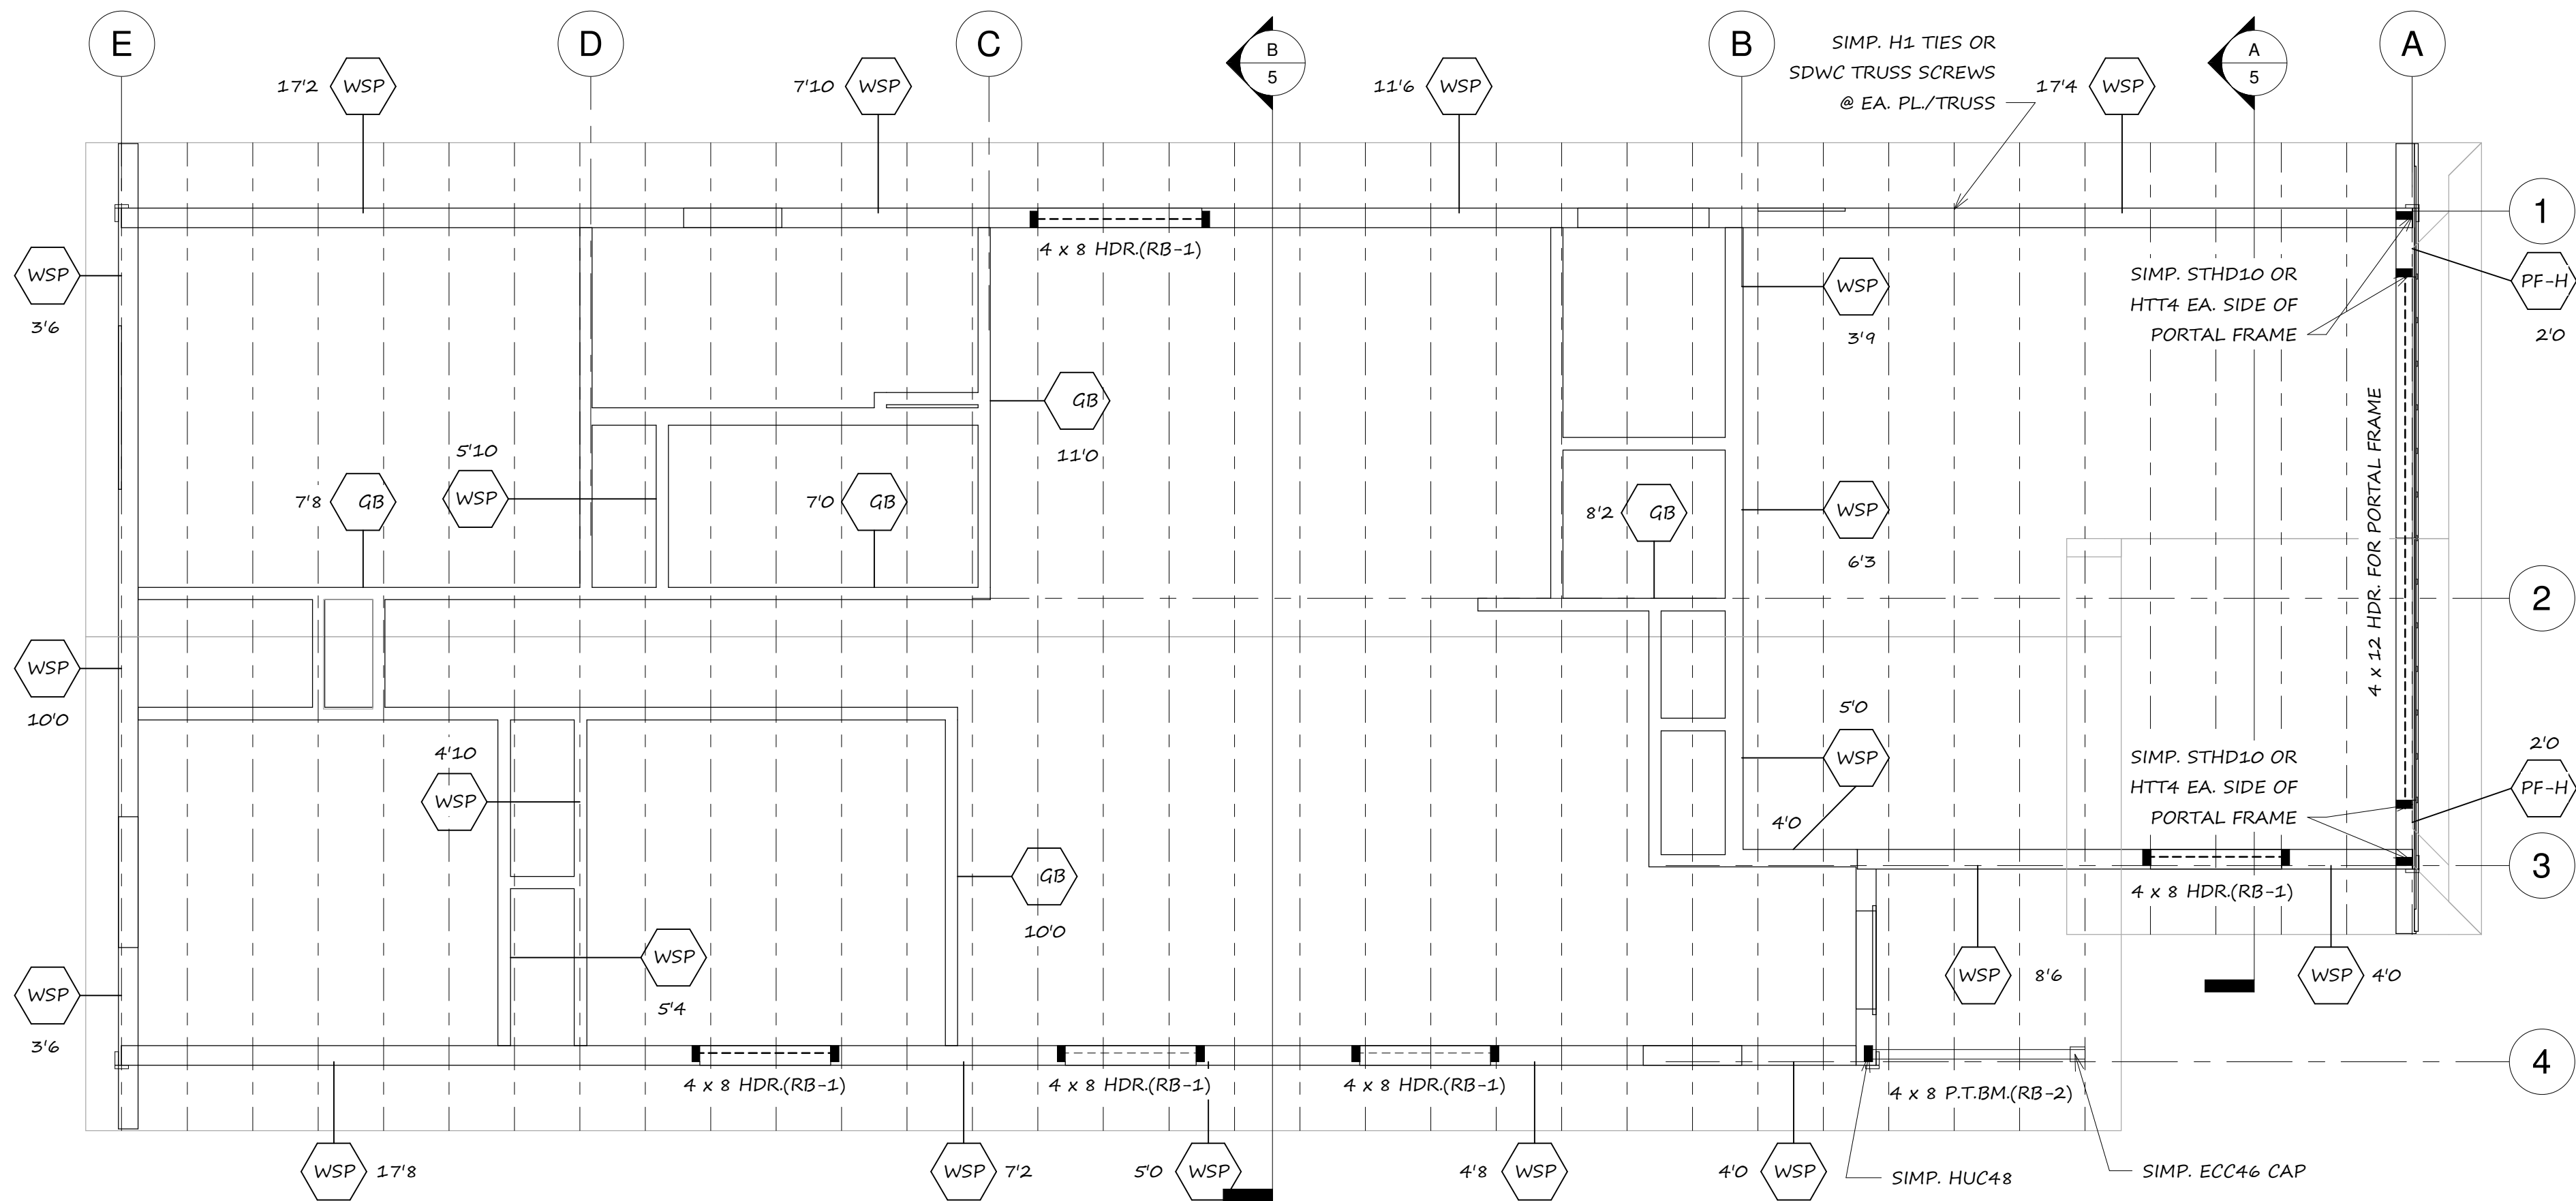 E
D
C
B
5
B
A
5
A
17'2
WSP
7'10
WSP
11'6
WSP
SIMP. H1 TIES OR
SDWC TRUSS SCREWS
@ EA. PL./TRUSS
17'4
WSP
1
4 x 8 HDR.(RB-1)
WSP
3'6
WSP
3'9
SIMP. STHD10 OR
HTT4 EA. SIDE OF
PORTAL FRAME
PF-H
2'0
GB
11'0
4 x 12 HDR. FOR PORTAL FRAME
5'10
WSP
7'8
GB
7'0
GB
8'2
GB
WSP
6'3
2
WSP
10'0
5'0
WSP
4'0
4'10
WSP
SIMP. STHD10 OR
HTT4 EA. SIDE OF
PORTAL FRAME
2'0
PF-H
GB
10'0
3
4 x 8 HDR.(RB-1)
WSP
5'4
WSP
3'6
WSP
8'6
WSP
4'0
4
4 x 8 HDR.(RB-1)
4 x 8 HDR.(RB-1)
4 x 8 HDR.(RB-1)
4 x 8 P.T.BM.(RB-2)
WSP
17'8
WSP
7'2
5'0
WSP
4'8
WSP
4'0
WSP
SIMP. HUC48
SIMP. ECC46 CAP